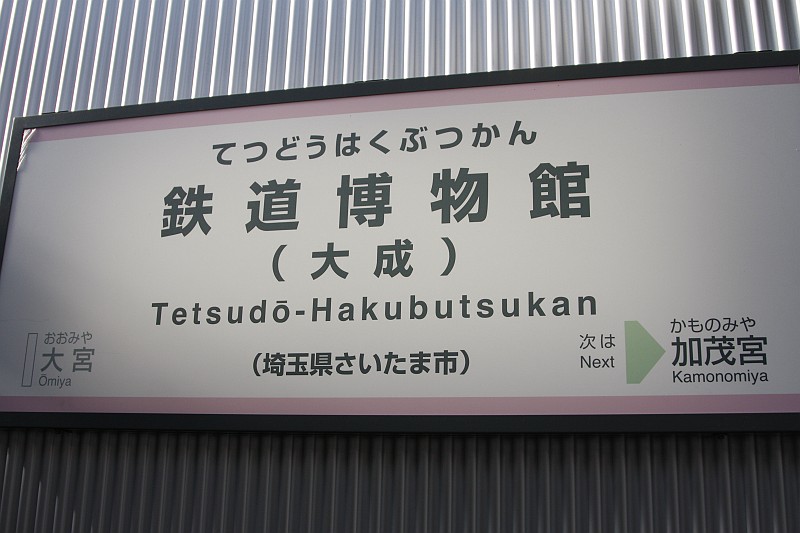 てつどうはくぶつかん
鉄道博物館
(大成)
Tetsudō-Hakubutsukan
(埼玉県さいたま市)
おおみや
大宮
Ōmiya
次は
Next
かものみや
加茂宮
Kamonomiya